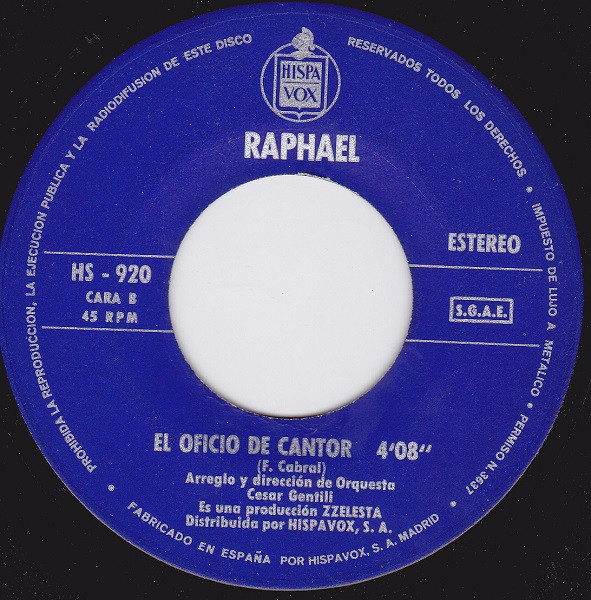 PROHIBIDA LA REPRODUCCION, LA EJECUCION PUBLICA Y LA RADIODIFUSION DE ESTE DISCO
RESERVADOS TODOS LOS DERECHOS • IMPUESTO DE LUJO A METALICO • PERMISO N. 3637
HISPA
VOX
RAPHAEL
HS - 920
CARA B
45 RPM
ESTEREO
S.G.A.E.
EL OFICIO DE CANTOR 4'08"
(F. Cabral)
Arreglo y dirección de Orquesta
Cesar Gentili
Es una producción ZZELESTA
Distribuida por HISPAVOX, S. A.
• FABRICADO EN ESPAÑA POR HISPAVOX, S. A. MADRID •